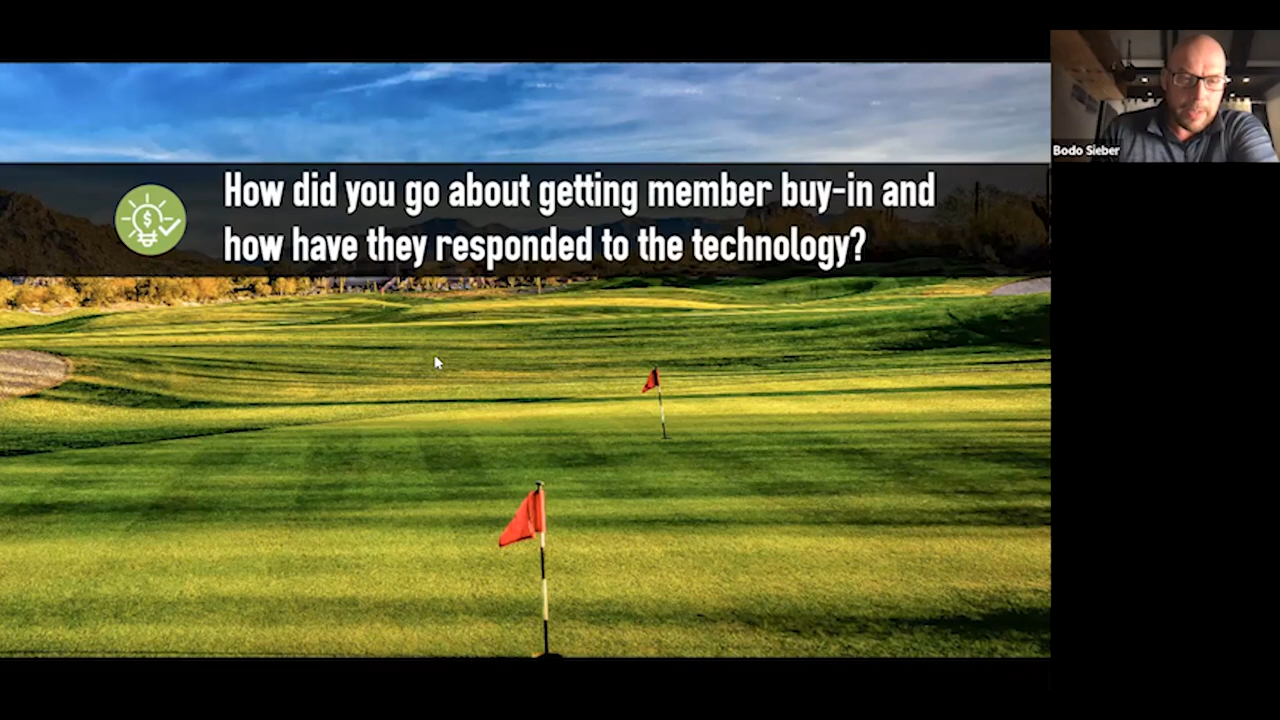 How did you go about getting member buy-in and
how have they responded to the technology?
Bodo Sieber
$